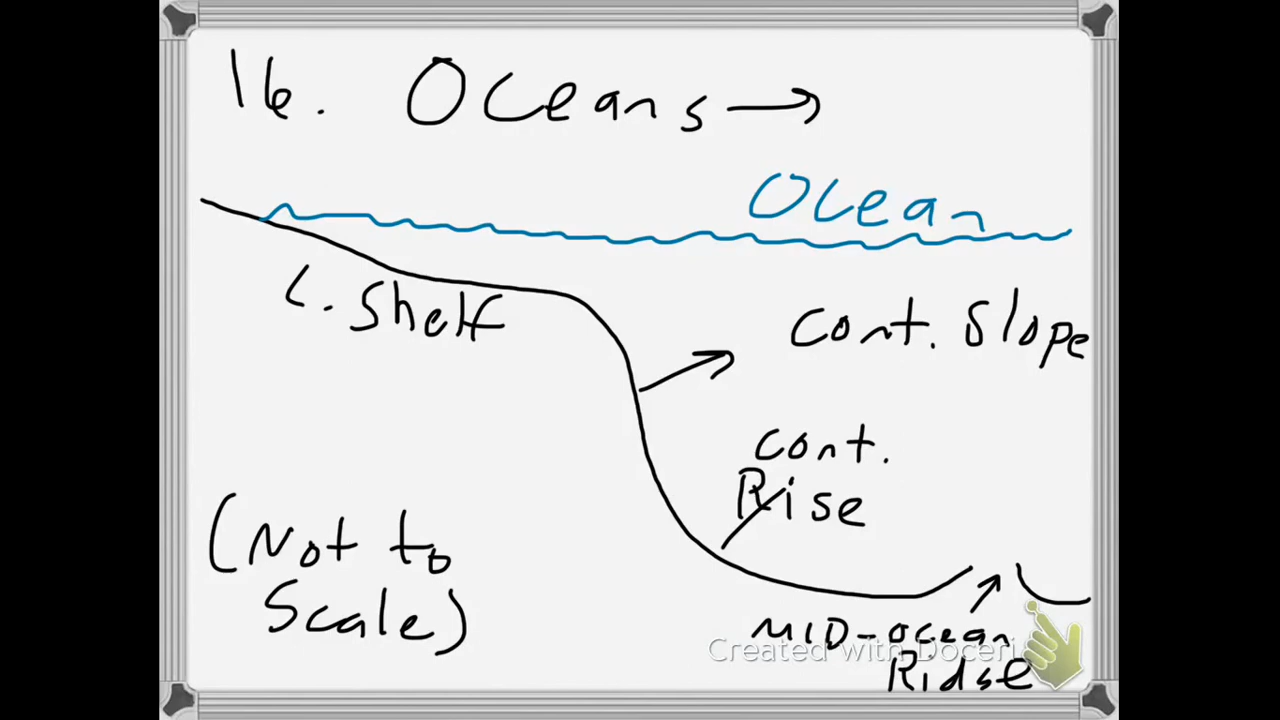 16. Oceans →
Ocean
C. Shelf
Cont. Slope
Cont.
Rise
(Not to
Scale)
MID-Ocean
Ridge
Created with Doceri